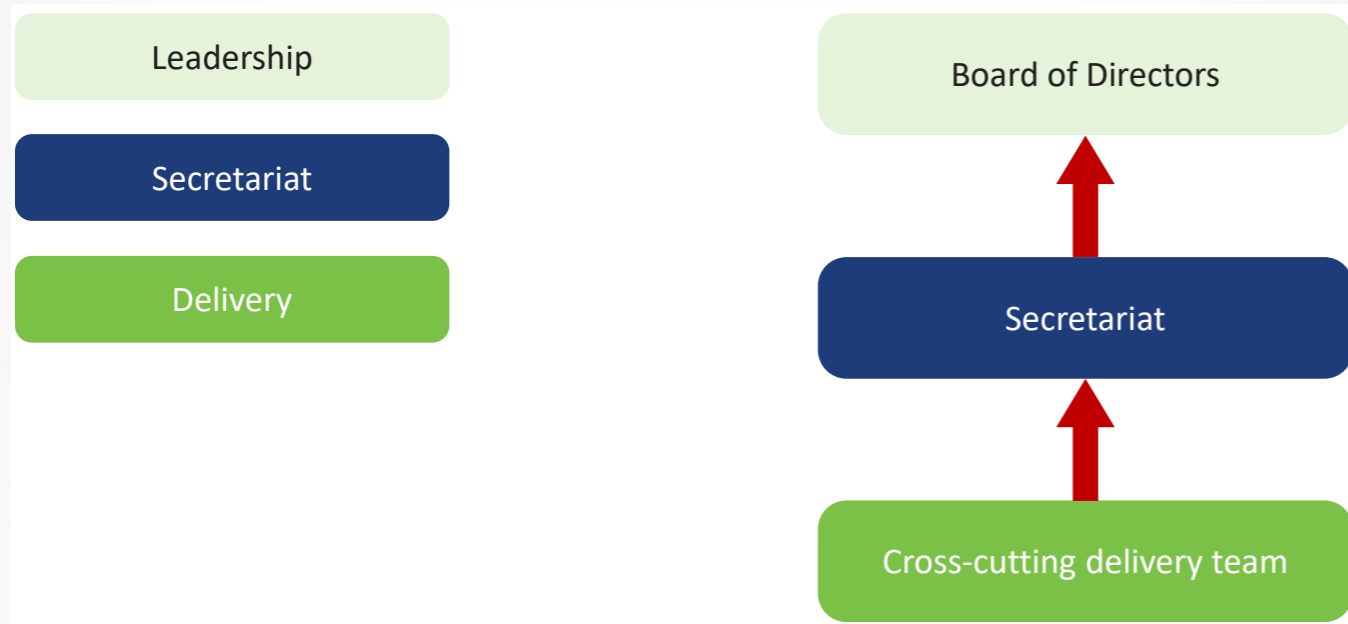 Leadership
Secretariat
Delivery
Board of Directors
Secretariat
Cross-cutting delivery team